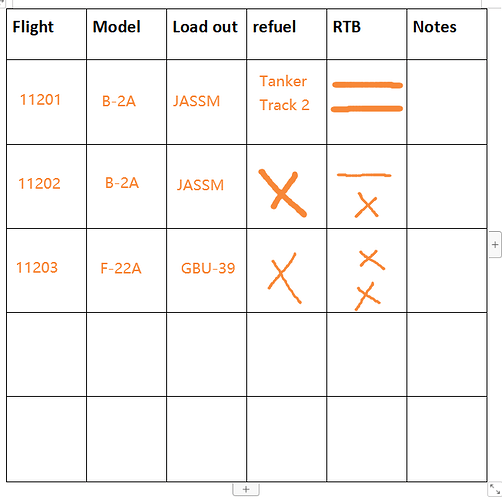 Flight Model Load out refuel RTB Notes
11201 B-2A JASSM Tanker
Track 2
11202 B-2A JASSM
11203 F-22A GBU-39